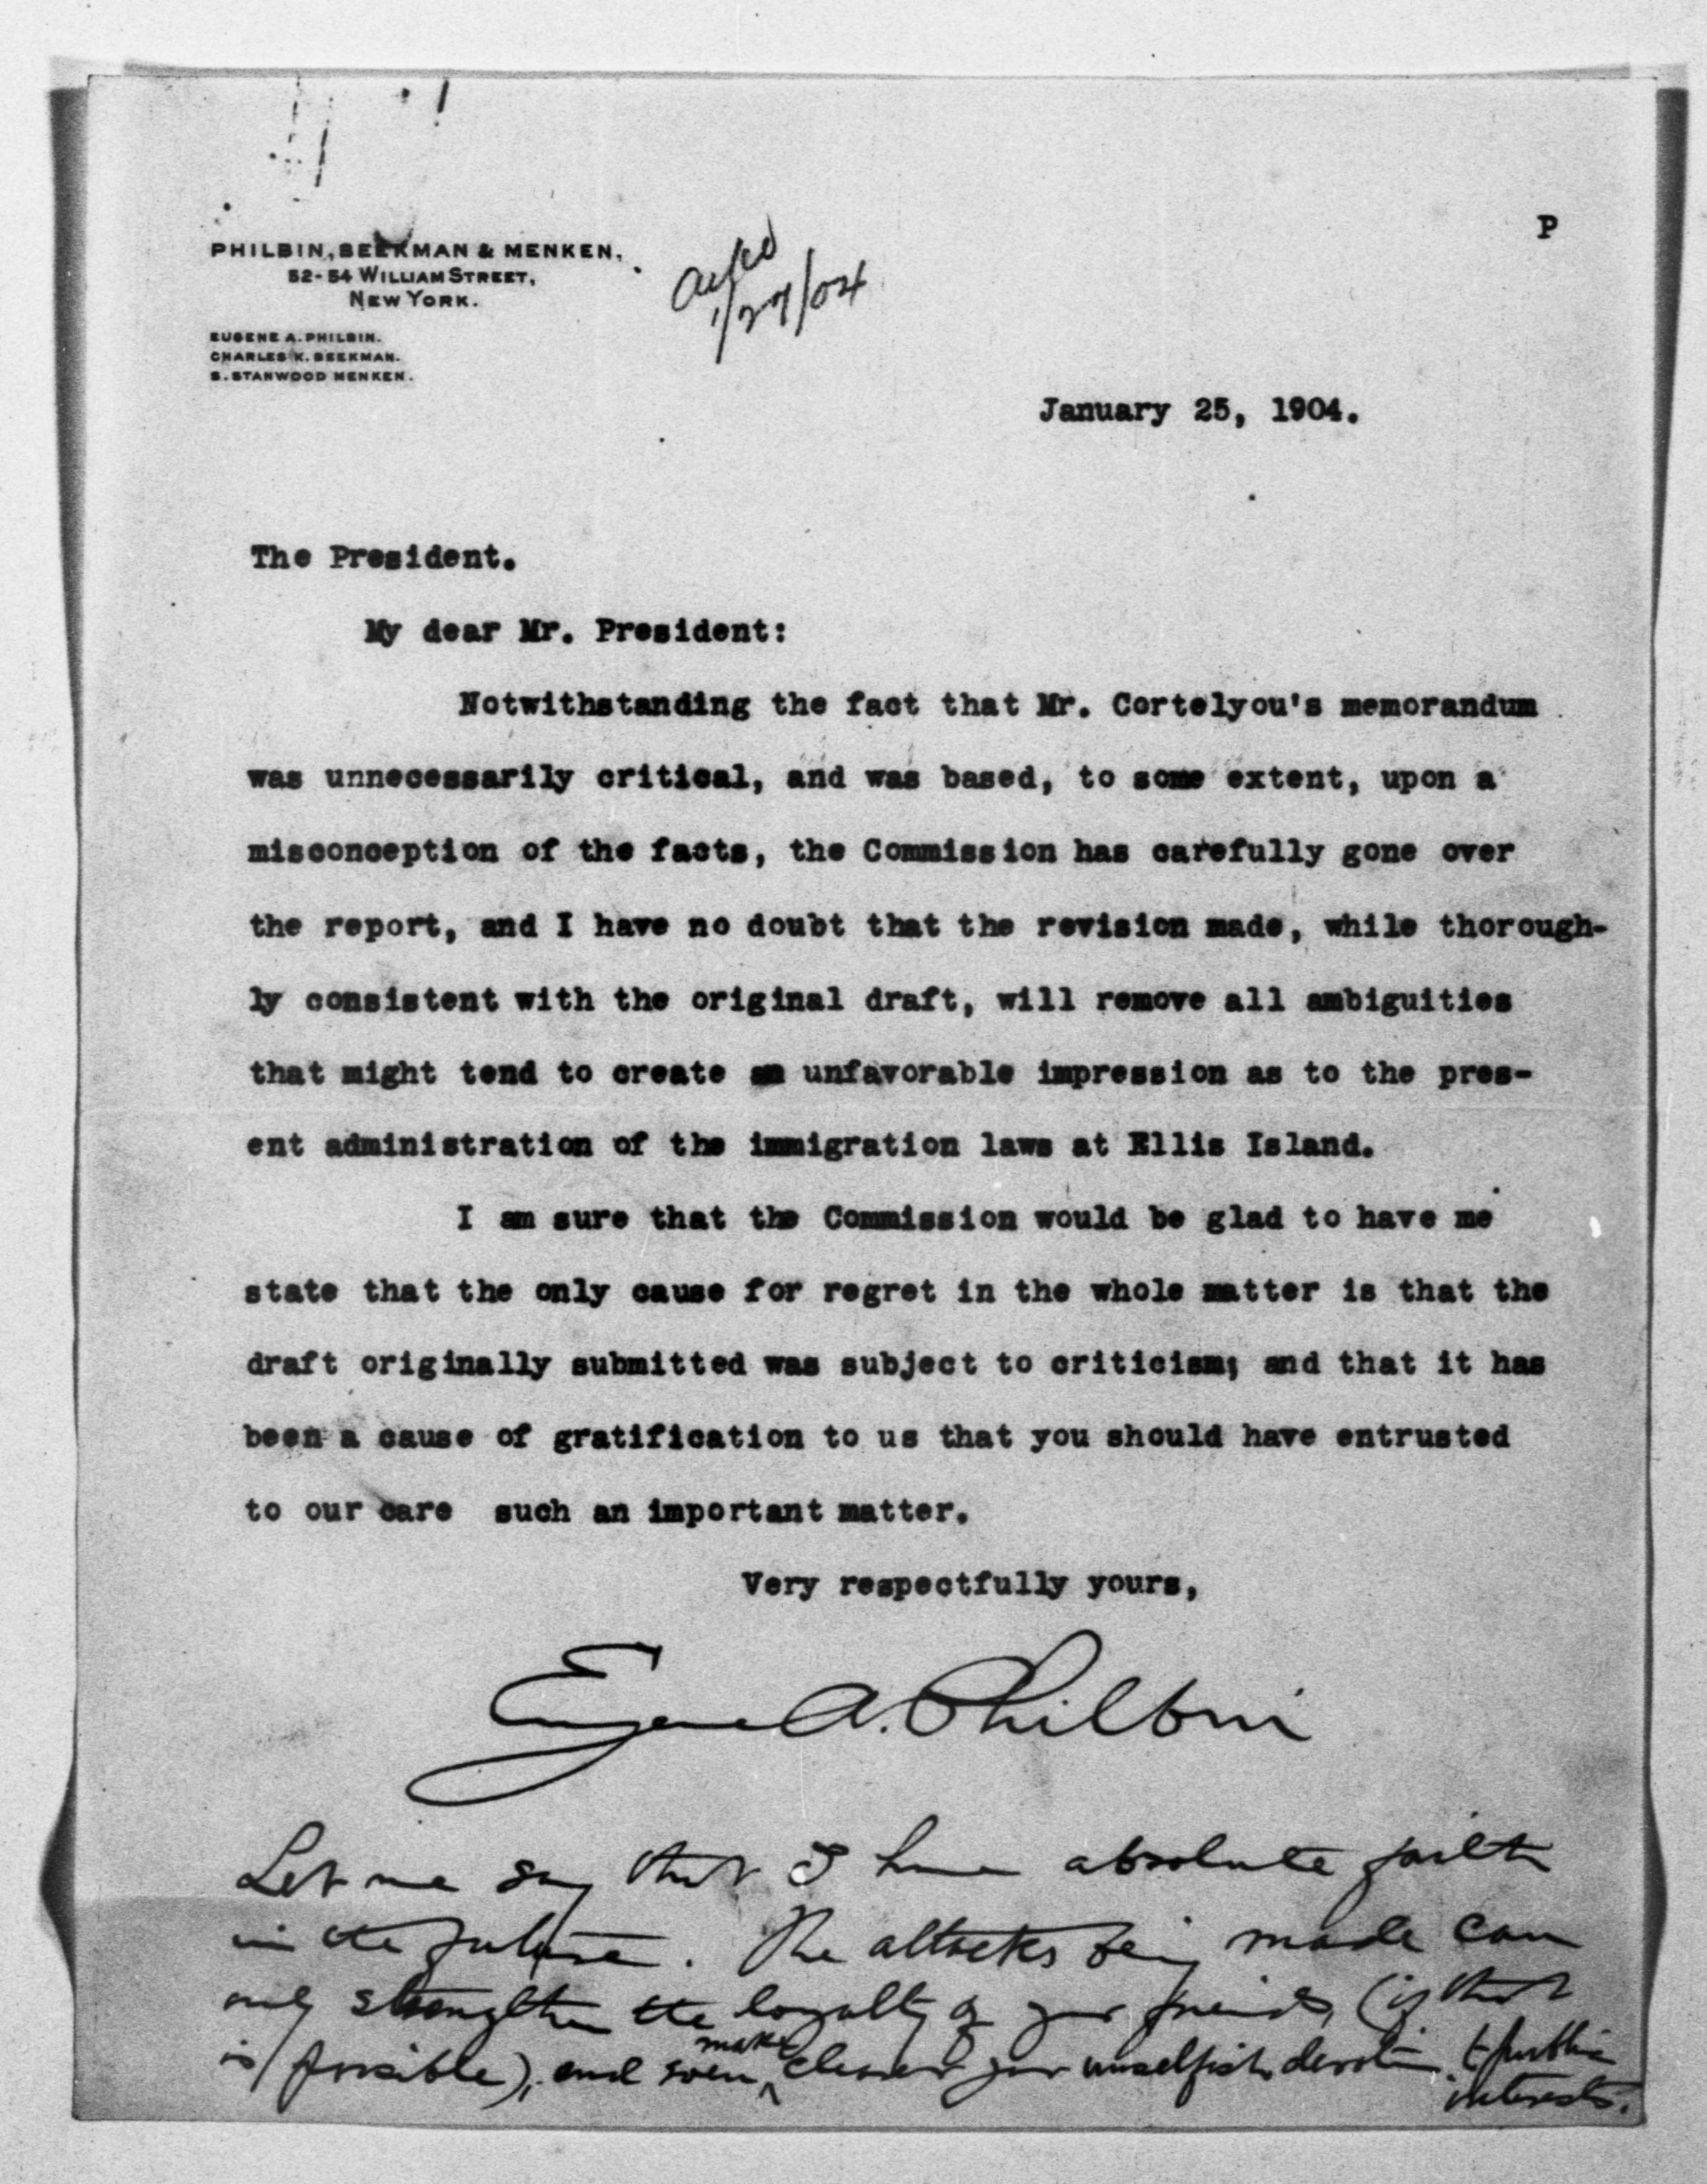 P
PHILBIN, BEEKMAN & MENKEN,
52-54 WILLIAM STREET,
NEW YORK.
EUGENE A. PHILBIN.
CHARLES K. BEEKMAN.
S. STANWOOD MENKEN.
Ackd
1/27/04
January 25, 1904.
The President.
My dear Mr. President:
Notwithstanding the fact that Mr. Cortelyou's memorandum
was unnecessarily critical, and was based, to some extent, upon a
misconception of the facts, the Commission has carefully gone over
the report, and I have no doubt that the revision made, while thorough-
ly consistent with the original draft, will remove all ambiguities
that might tend to create an unfavorable impression as to the pres-
ent administration of the immigration laws at Ellis Island.
I am sure that the Commission would be glad to have me
state that the only cause for regret in the whole matter is that the
draft originally submitted was subject to criticism; and that it has
been a cause of gratification to us that you should have entrusted
to our care such an important matter.
Very respectfully yours,
Eugene A. Philbin
Let me say that I have absolute faith
in the future. The attacks being made can
only strengthen the loyalty of your friends, (if that
is possible), and even make clearer your unselfish devotion to public
interests.